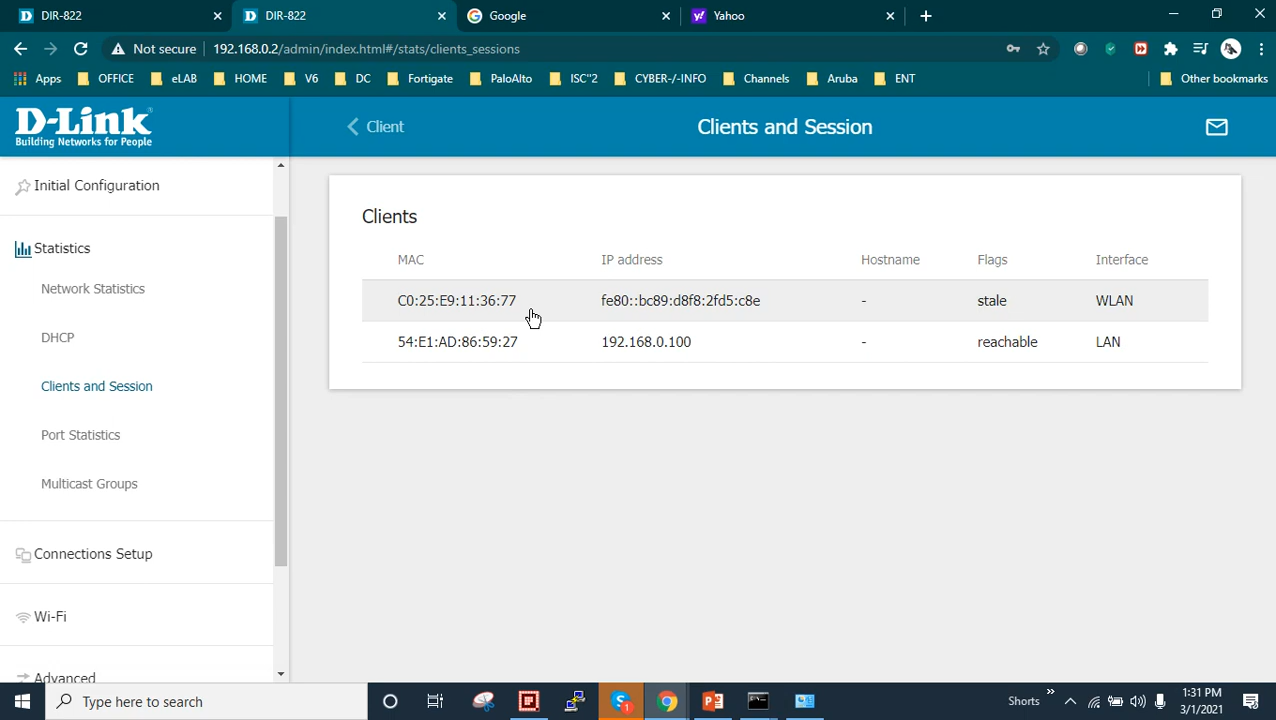 DIR-822
DIR-822
Google
Yahoo
Not secure 192.168.0.2/admin/index.html#/stats/clients_sessions
Apps OFFICE eLAB HOME V6 DC Fortigate PaloAlto ISC"2 CYBER-/-INFO Channels Aruba ENT Other bookmarks
D-Link
Building Networks for People
Client
Clients and Session
Initial Configuration
Statistics
Network Statistics
DHCP
Clients and Session
Port Statistics
Multicast Groups
Connections Setup
Wi-Fi
Advanced
Clients
MAC IP address Hostname Flags Interface
C0:25:E9:11:36:77 fe80::bc89:d8f8:2fd5:c8e - stale WLAN
54:E1:AD:86:59:27 192.168.0.100 - reachable LAN
Type here to search
Shorts
1:31 PM
3/1/2021